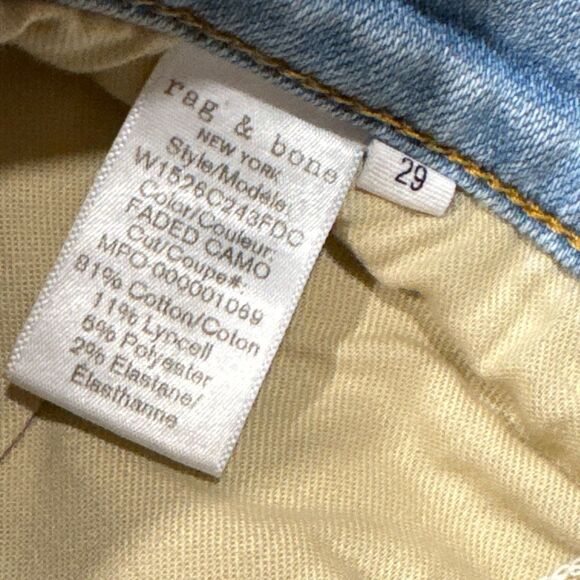 rag & bone
NEW YORK
Style/Modele:
W1526C243FDC
Color/Couleur:
FADED CAMO
Cut/Coupe#:
MPO 000001069
81% Cotton/Coton
11% Lyocell
6% Polyester
2% Elastane/
Elasthanne
29